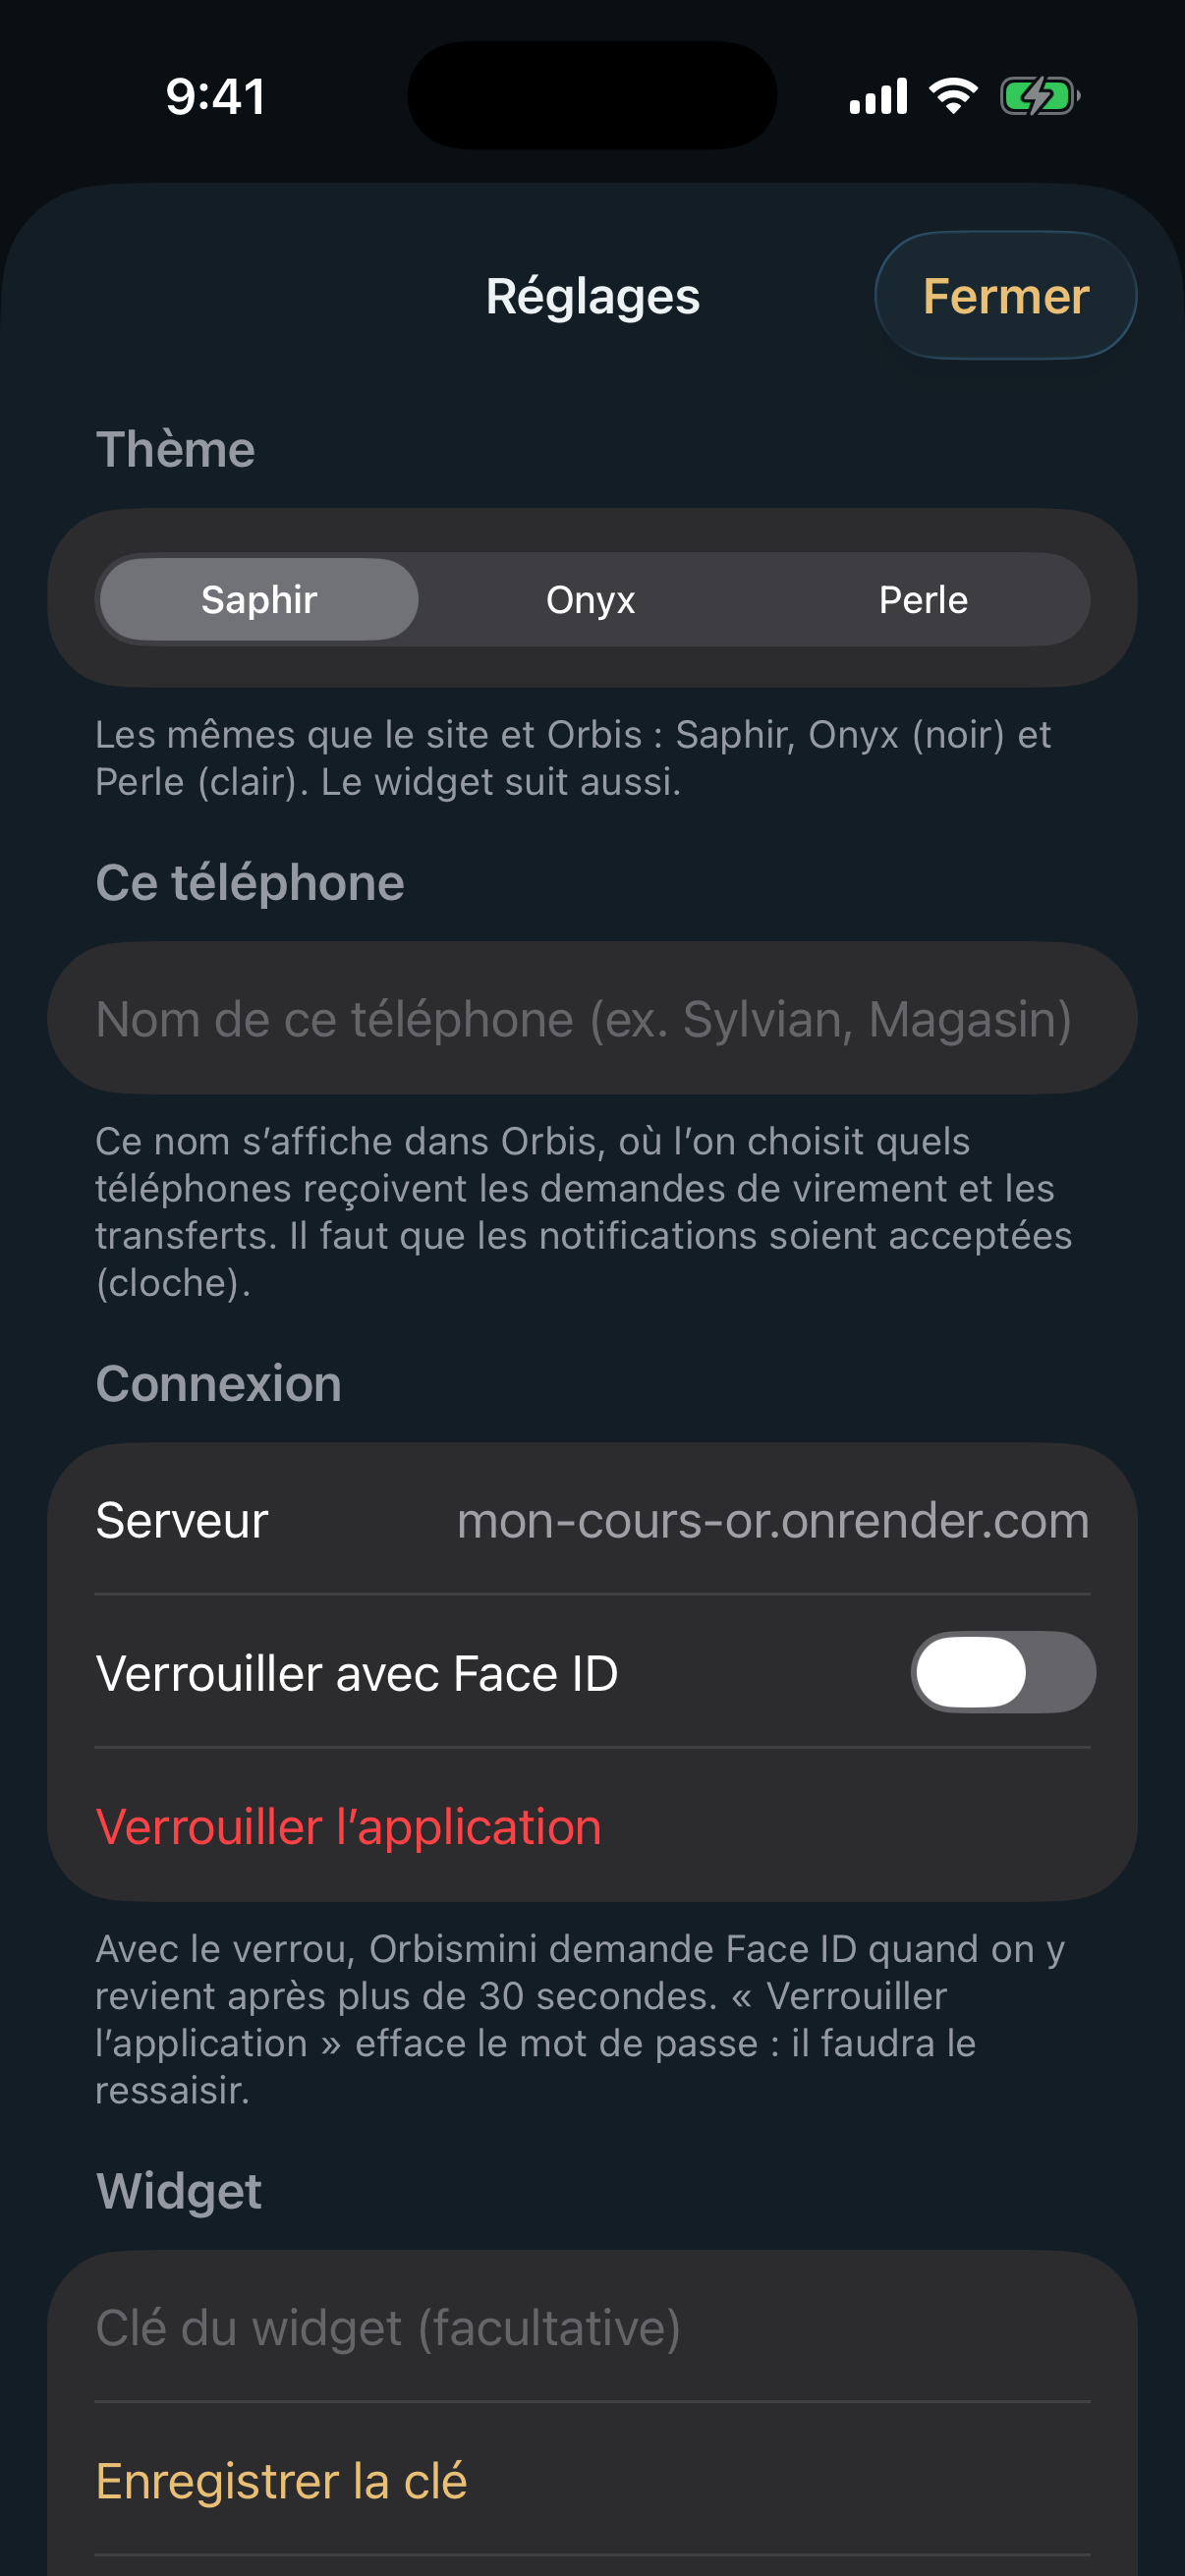 9:41
Réglages
Fermer
Thème
Saphir
Onyx
Perle
Les mêmes que le site et Orbis : Saphir, Onyx (noir) et
Perle (clair). Le widget suit aussi.
Ce téléphone
Nom de ce téléphone (ex. Sylvian, Magasin)
Ce nom s’affiche dans Orbis, où l’on choisit quels
téléphones reçoivent les demandes de virement et les
transferts. Il faut que les notifications soient acceptées
(cloche).
Connexion
Serveur
mon-cours-or.onrender.com
Verrouiller avec Face ID
Verrouiller l’application
Avec le verrou, Orbismini demande Face ID quand on y
revient après plus de 30 secondes. « Verrouiller
l’application » efface le mot de passe : il faudra le
ressaisir.
Widget
Clé du widget (facultative)
Enregistrer la clé